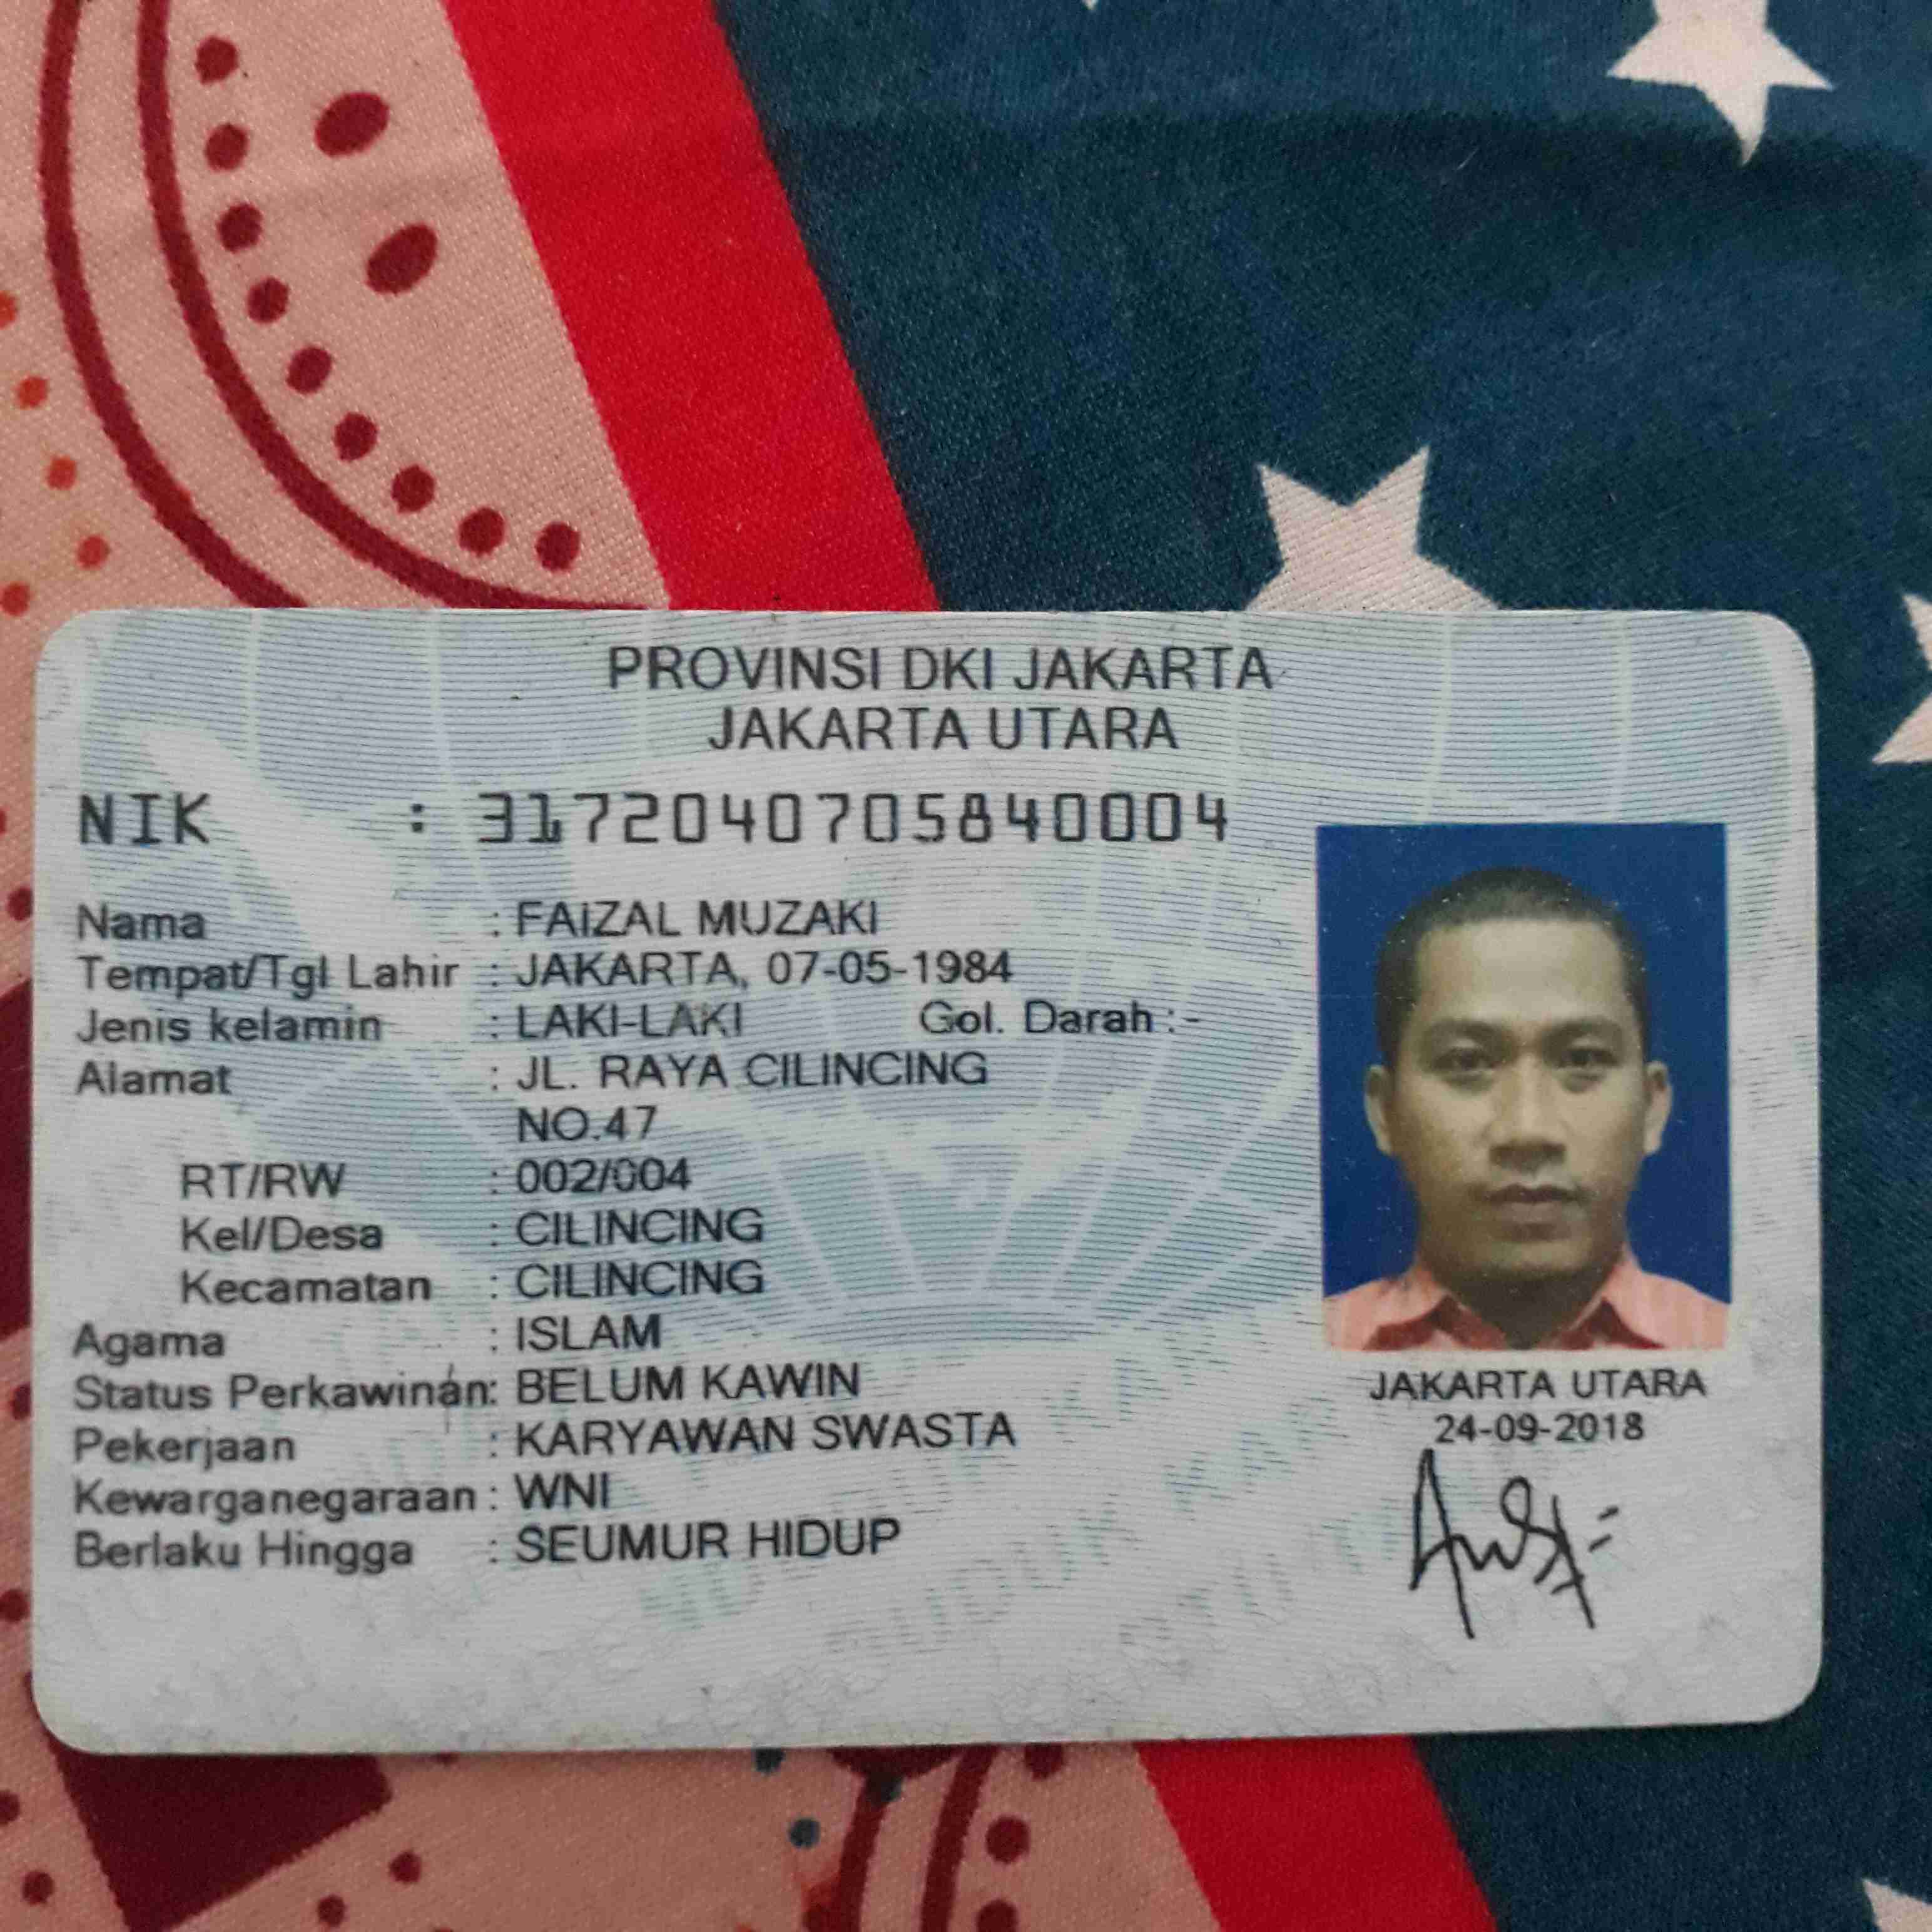 PROVINSI DKI JAKARTA
JAKARTA UTARA
NIK : 3172040705840004
Nama : FAIZAL MUZAKI
Tempat/Tgl Lahir : JAKARTA, 07-05-1984
Jenis kelamin : LAKI-LAKI Gol. Darah : -
Alamat : JL. RAYA CILINCING
NO.47
RT/RW : 002/004
Kel/Desa : CILINCING
Kecamatan : CILINCING
Agama : ISLAM
Status Perkawinan: BELUM KAWIN
Pekerjaan : KARYAWAN SWASTA
Kewarganegaraan : WNI
Berlaku Hingga : SEUMUR HIDUP
JAKARTA UTARA
24-09-2018